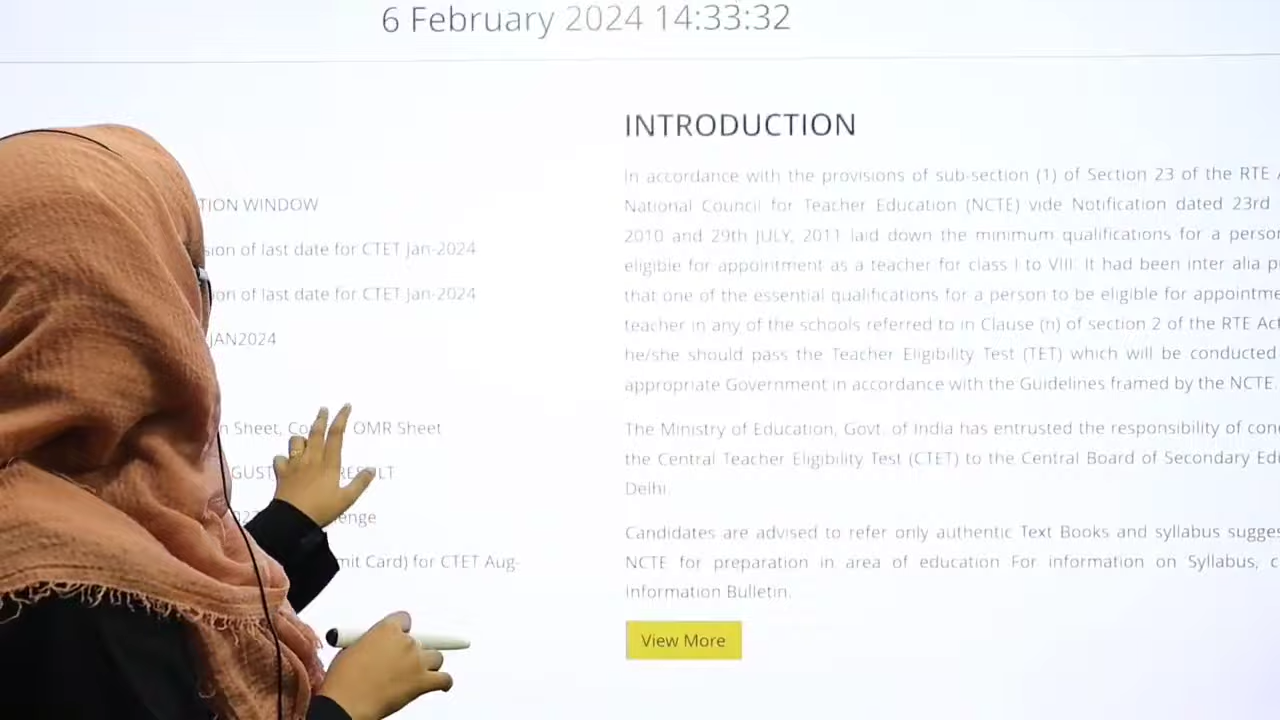 6 February 2024 14:33:32
TION WINDOW
sion of last date for CTET Jan-2024
ion of last date for CTET Jan-2024
JAN2024
n Sheet, OMR Sheet
GUST
enge
mit Card) for CTET Aug-
INTRODUCTION
In accordance with the provisions of sub-section (1) of Section 23 of the RTE
National Council for Teacher Education (NCTE) vide Notification dated 23rd
2010 and 29th JULY, 2011 laid down the minimum qualifications for a person
eligible for appointment as a teacher for class I to VIII. It had been inter alia p
that one of the essential qualifications for a person to be eligible for appointme
teacher in any of the schools referred to in Clause (n) of section 2 of the RTE Act
he/she should pass the Teacher Eligibility Test (TET) which will be conducted
appropriate Government in accordance with the Guidelines framed by the NCTE.
The Ministry of Education, Govt. of India has entrusted the responsibility of con
the Central Teacher Eligibility Test (CTET) to the Central Board of Secondary Ed
Delhi.
Candidates are advised to refer only authentic Text Books and syllabus sugges
NCTE for preparation in area of education For information on Syllabus, c
Information Bulletin.
View More